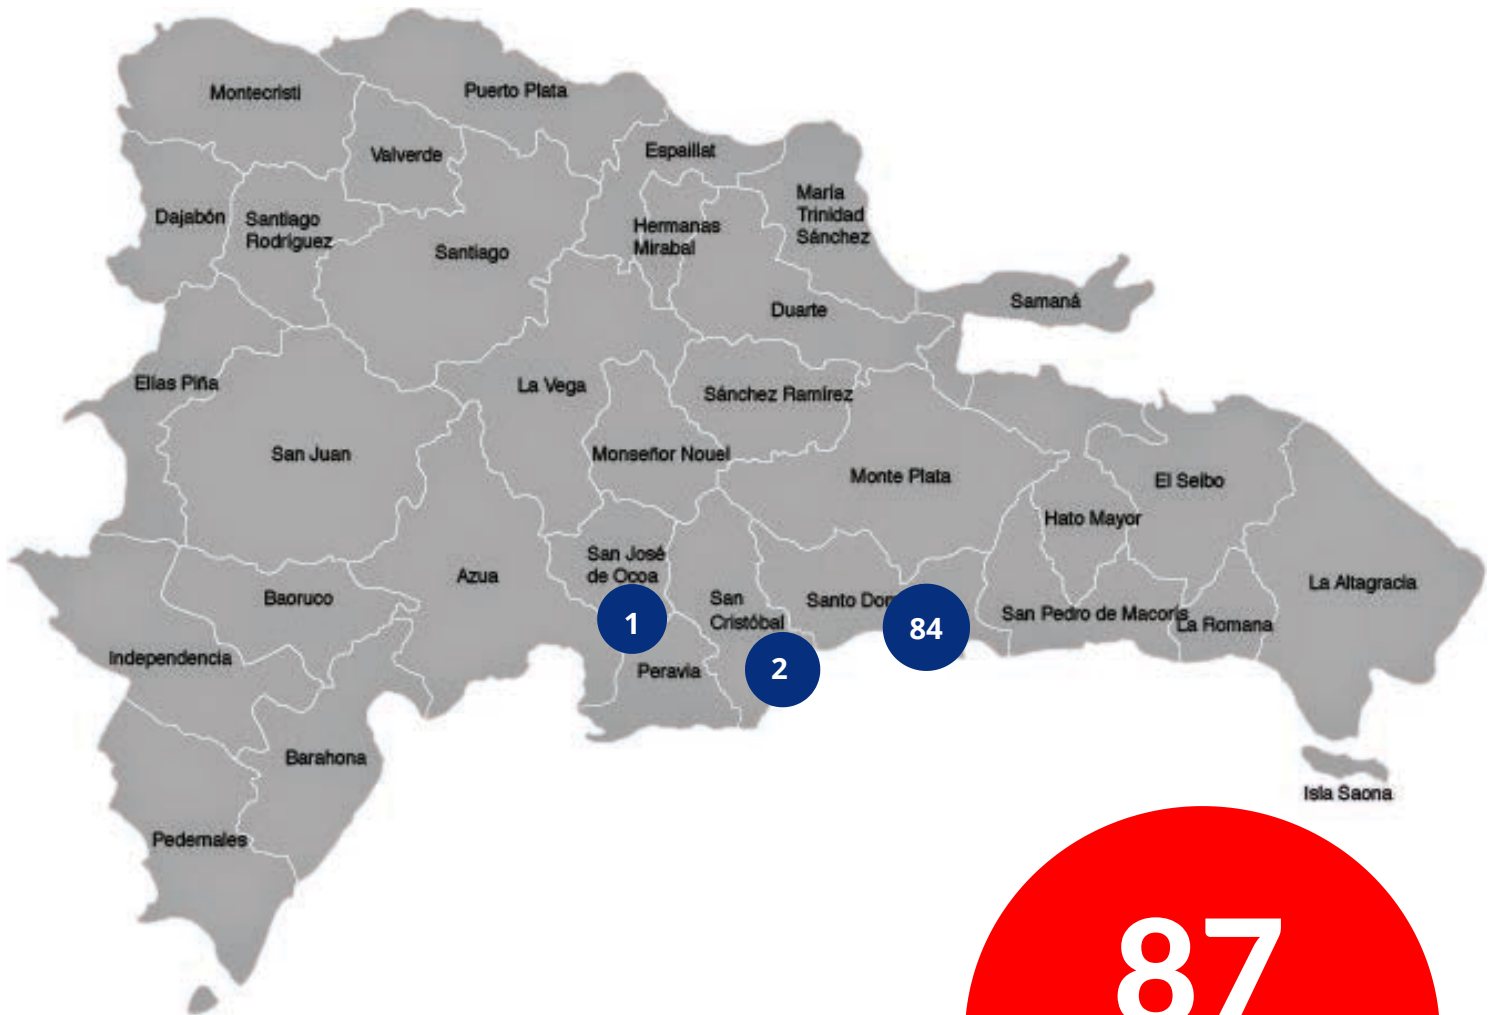 Montecristi
Puerto Plata
Valverde
Espaillat
Dajabón
Santiago
Rodríguez
Santiago
Hermanas
Mirabal
María
Trinidad
Sánchez
Duarte
Samaná
Elías Piña
La Vega
Sánchez Ramírez
San Juan
Monseñor Nouel
Monte Plata
El Seibo
Hato Mayor
San José
de Ocoa
Azua
Baoruco
San
Cristóbal
Santo Dom
San Pedro de Macorís
La Romana
La Altagracia
1
84
2
Independencia
Peravia
Barahona
Isla Saona
Pedernales
87